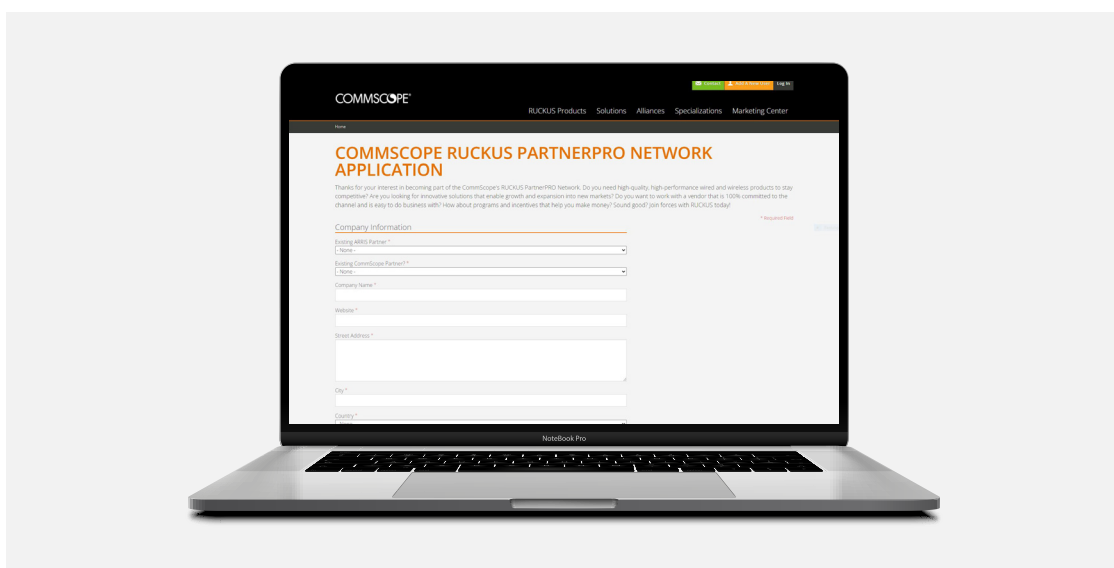 Contact Add A New User Log In
COMMSCOPE®
RUCKUS Products Solutions Alliances Specializations Marketing Center
Home
COMMSCOPE RUCKUS PARTNERPRO NETWORK
APPLICATION
Thanks for your interest in becoming part of the CommScope's RUCKUS PartnerPRO Network. Do you need high-quality, high-performance wired and wireless products to stay
competitive? Are you looking for innovative solutions that enable growth and expansion into new markets? Do you want to work with a vendor that is 100% committed to the
channel and is easy to do business with? How about programs and incentives that help you make money? Sound good? Join forces with RUCKUS today!
* Required Field
Company Information
Existing ARRIS Partner *
- None -
Existing CommScope Partner? *
- None -
Company Name *
Website *
Street Address *
City *
Country *
- None -
NoteBook Pro